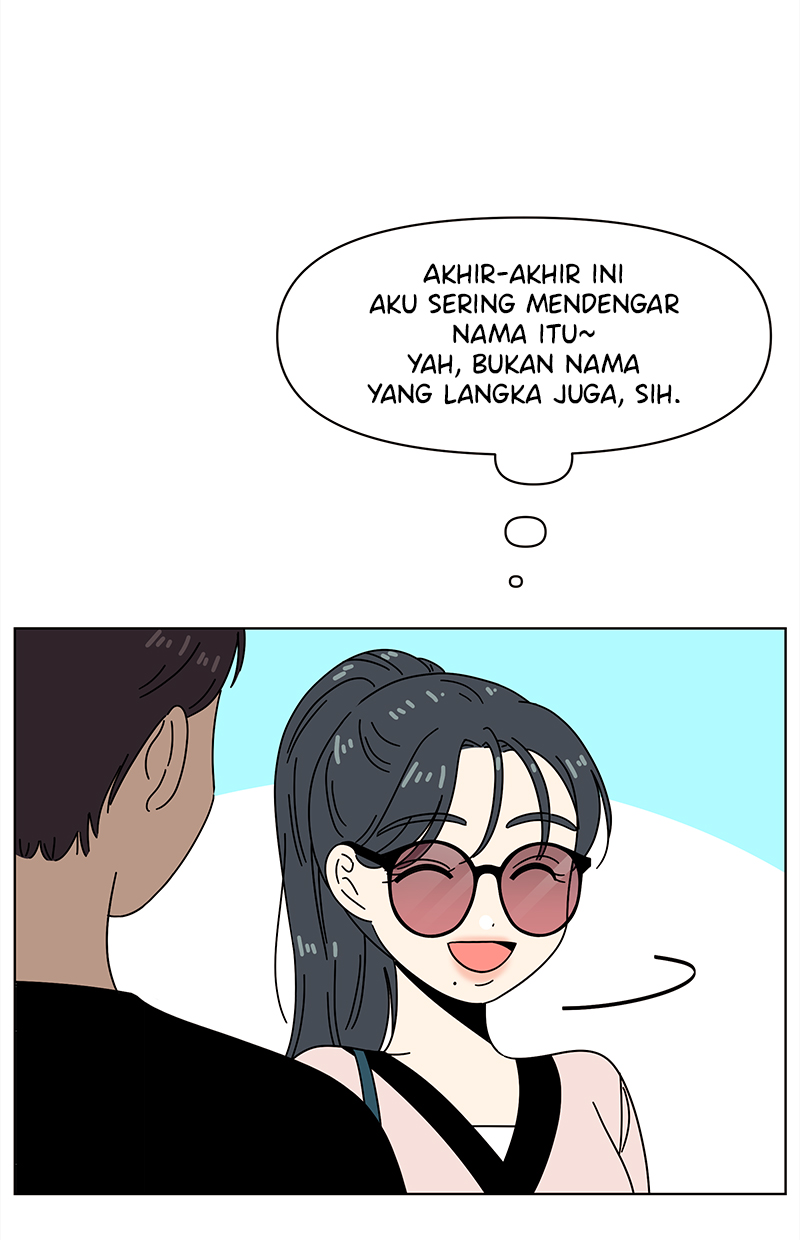 AKHIR-AKHIR INI
AKU SERING MENDENGAR
NAMA ITU~
YAH, BUKAN NAMA
YANG LANGKA JUGA, SIH.